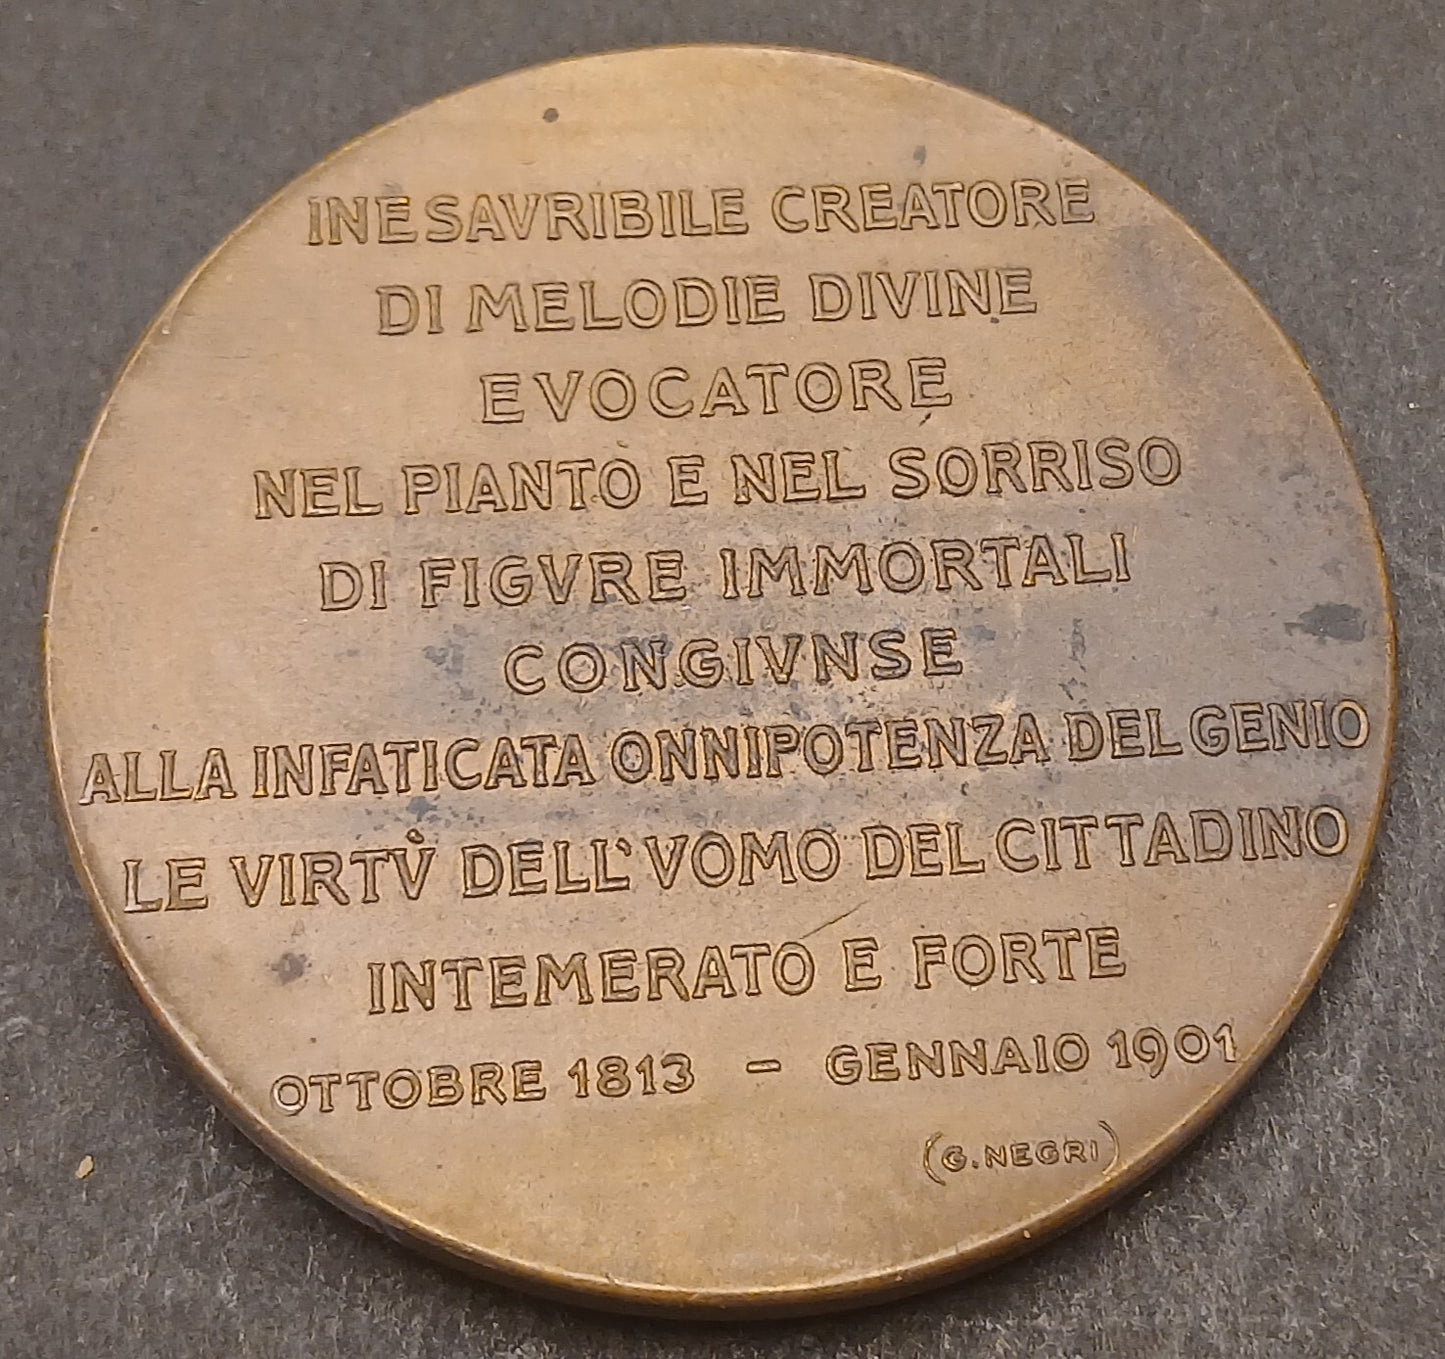 INESAVRIBILE CREATORE
DI MELODIE DIVINE
EVOCATORE
NEL PIANTO E NEL SORRISO
DI FIGVRE IMMORTALI
CONGIVNSE
ALLA INFATICATA ONNIPOTENZA DEL GENIO
LE VIRTV̀ DELL' VOMO DEL CITTADINO
INTEMERATO E FORTE
OTTOBRE 1813 - GENNAIO 1901
(G. NEGRI)